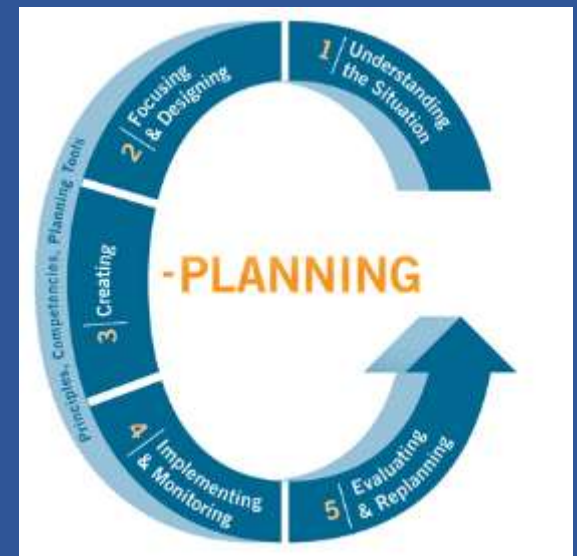 1 Understanding
the Situation
2 Focusing
& Designing
3 Creating
4 Implementing
& Monitoring
5 Evaluating
& Replanning
Principles, Competencies, Planning Tools
-PLANNING